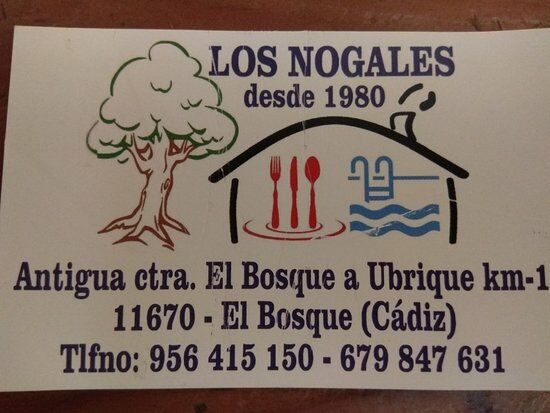 LOS NOGALES
desde 1980
Antigua ctra. El Bosque a Ubrique km-1
11670 - El Bosque (Cádiz)
Tlfno: 956 415 150 - 679 847 631